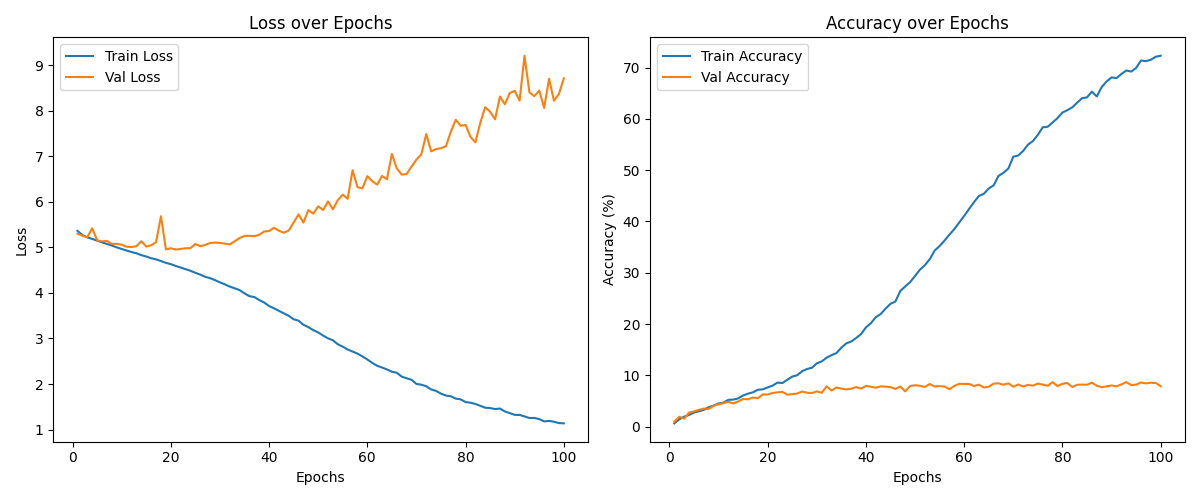 Loss over Epochs
Train Loss
Val Loss
9
8
7
6
5
4
3
2
1
Loss
0 20 40 60 80 100
Epochs
Accuracy over Epochs
Train Accuracy
Val Accuracy
70
60
50
40
30
20
10
0
Accuracy (%)
0 20 40 60 80 100
Epochs